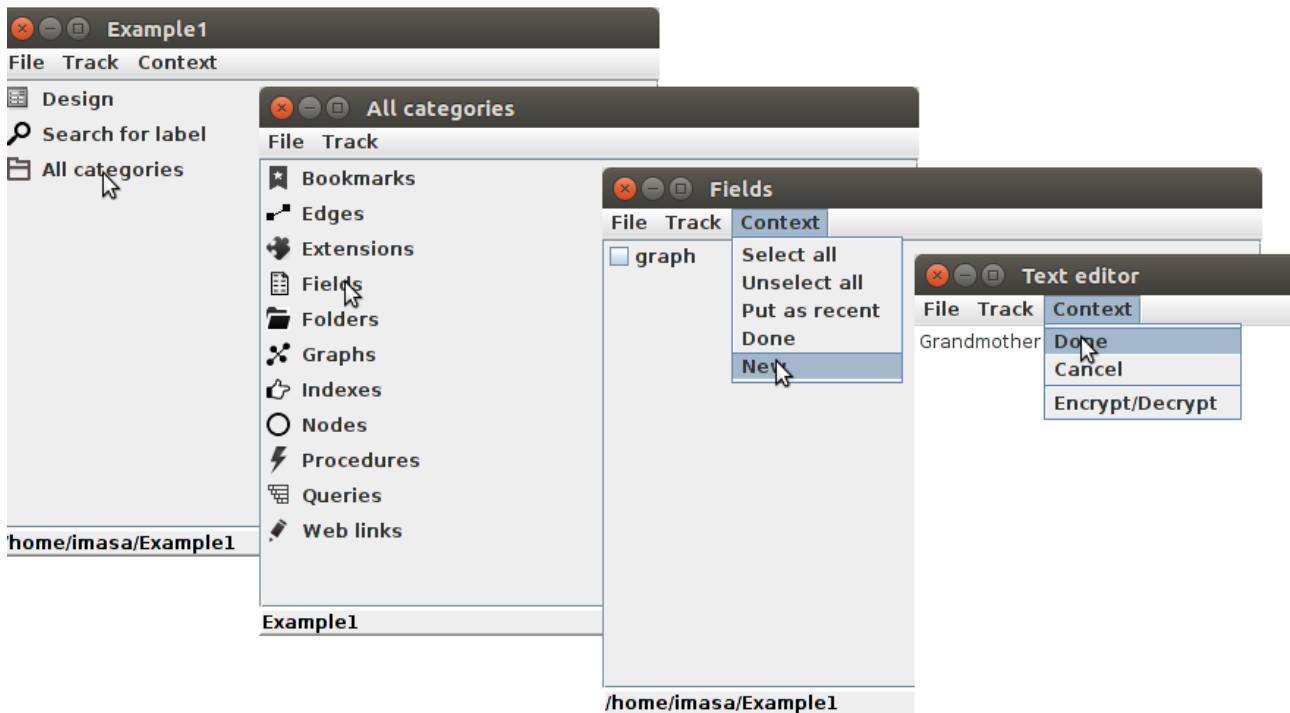 Example1
File Track Context
Design
Search for label
All categories
/home/imasa/Example1
All categories
File Track
Bookmarks
Edges
Extensions
Fields
Folders
Graphs
Indexes
Nodes
Procedures
Queries
Web links
Example1
Fields
File Track Context
graph
Select all
Unselect all
Put as recent
Done
New
/home/imasa/Example1
Text editor
File Track Context
Grandmother
Done
Cancel
Encrypt/Decrypt